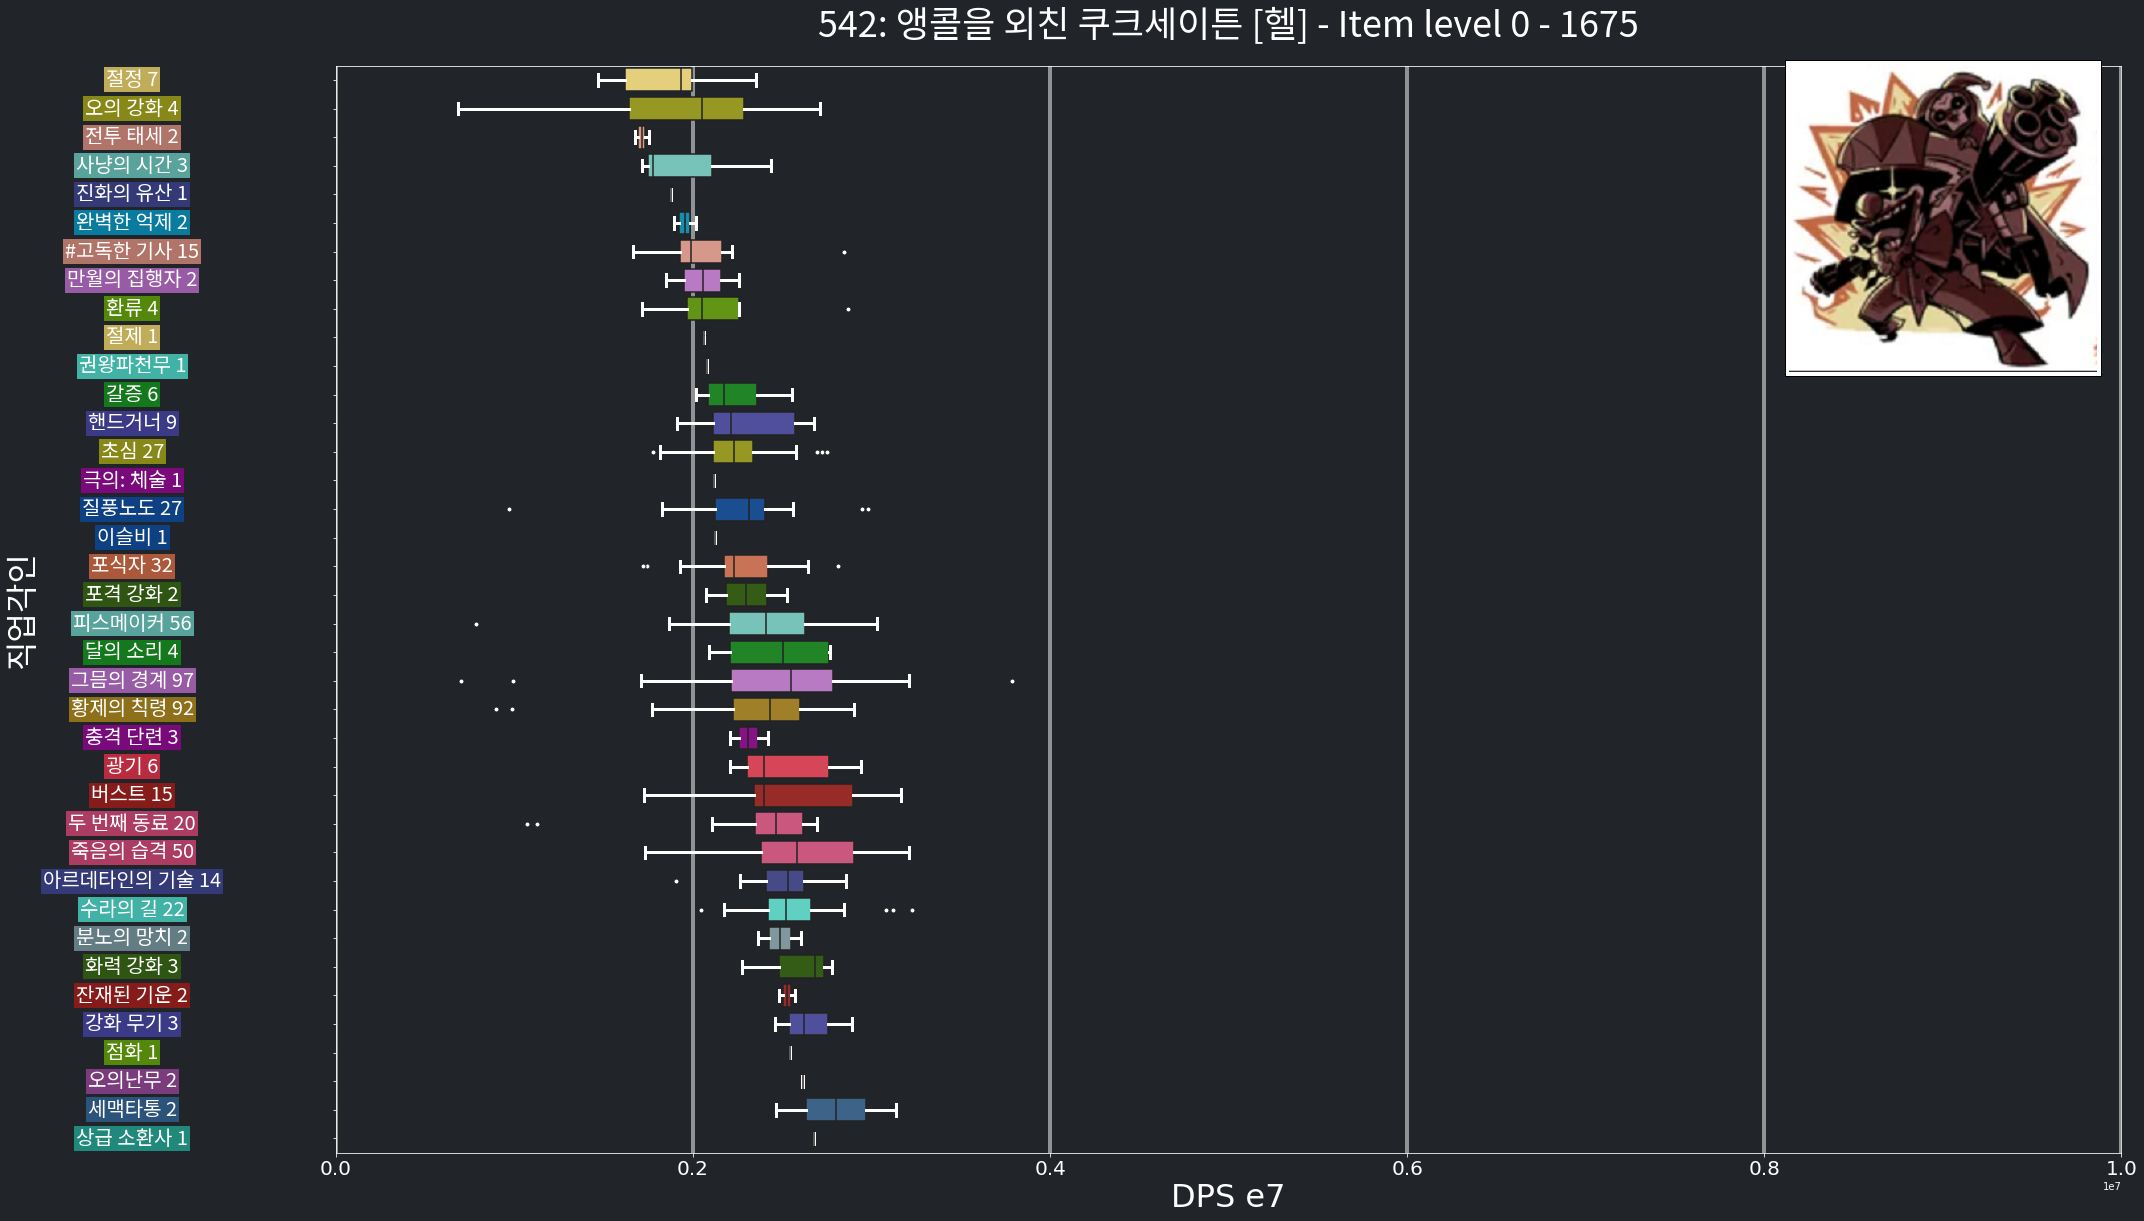 542: 앵콜을 외친 쿠크세이튼 [헬] - Item level 0 - 1675
직업각인
절정 7
오의 강화 4
전투 태세 2
사냥의 시간 3
진화의 유산 1
완벽한 억제 2
#고독한 기사 15
만월의 집행자 2
환류 4
절제 1
권왕파천무 1
갈증 6
핸드거너 9
초심 27
극의: 체술 1
질풍노도 27
이슬비 1
포식자 32
포격 강화 2
피스메이커 56
달의 소리 4
그믐의 경계 97
황제의 칙령 92
충격 단련 3
광기 6
버스트 15
두 번째 동료 20
죽음의 습격 50
아르데타인의 기술 14
수라의 길 22
분노의 망치 2
화력 강화 3
잔재된 기운 2
강화 무기 3
점화 1
오의난무 2
세맥타통 2
상급 소환사 1
0.0 0.2 0.4 0.6 0.8 1.0
1e7
DPS e7